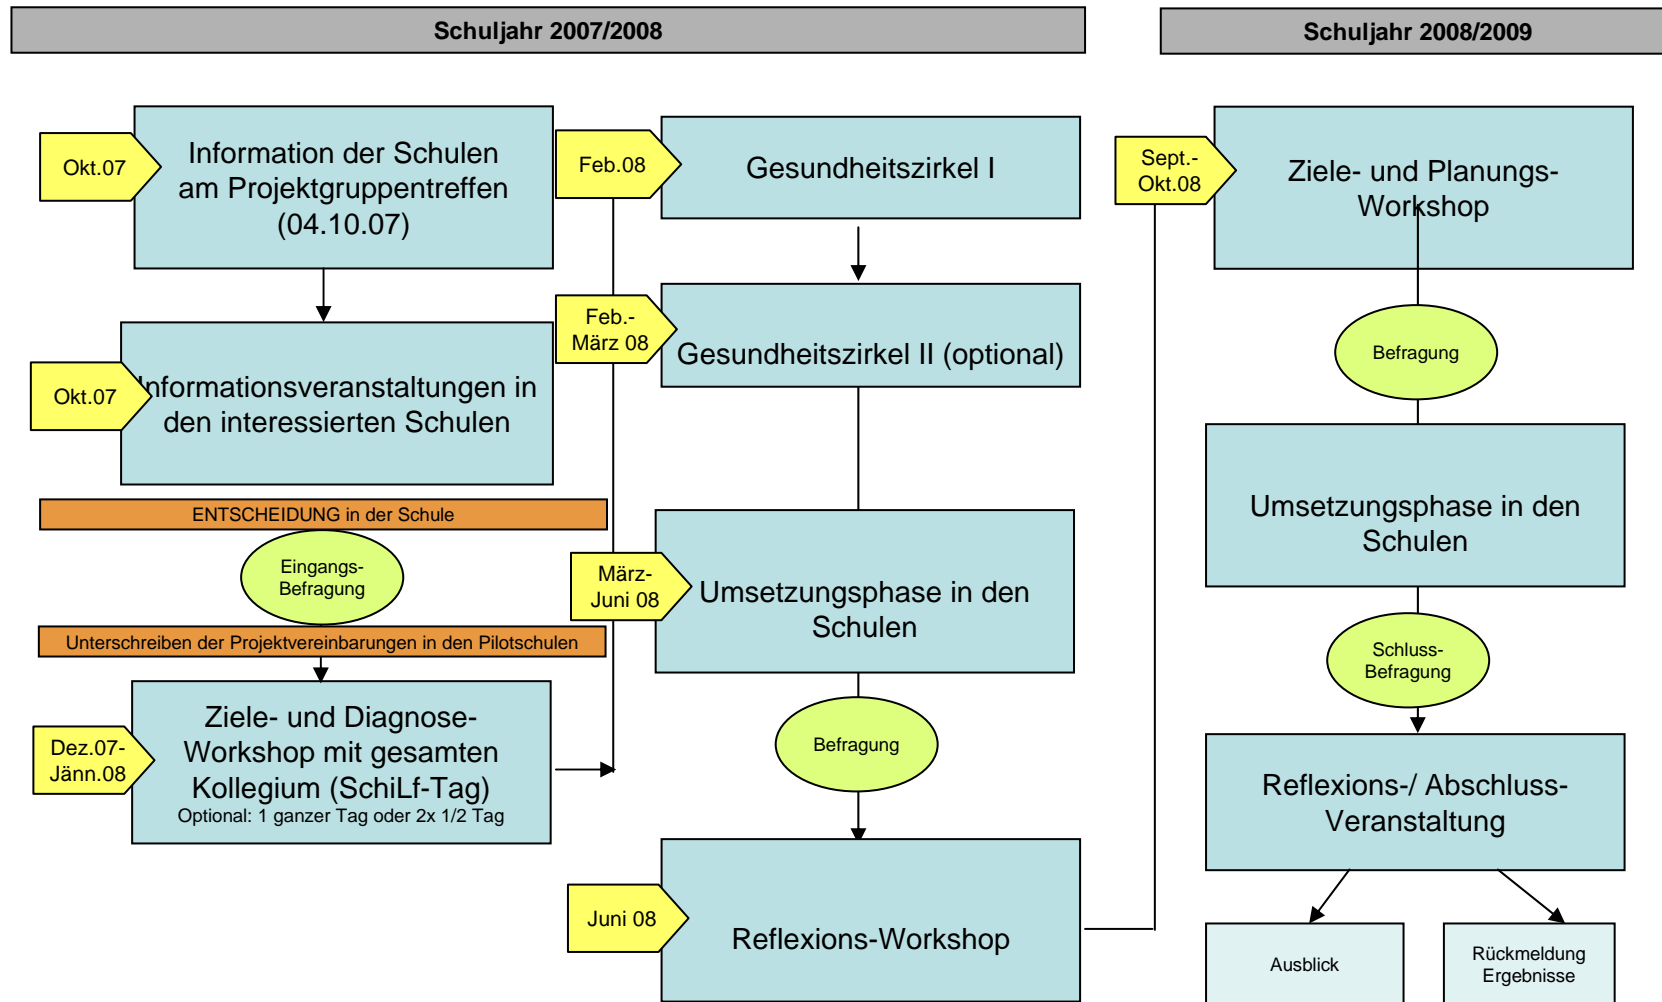 Schuljahr 2007/2008
Schuljahr 2008/2009
Okt.07
Information der Schulen
am Projektgruppentreffen
(04.10.07)
Okt.07
Informationsveranstaltungen in
den interessierten Schulen
ENTSCHEIDUNG in der Schule
Eingangs-
Befragung
Unterschreiben der Projektvereinbarungen in den Pilotschulen
Dez.07-
Jänn.08
Ziele- und Diagnose-
Workshop mit gesamten
Kollegium (SchiLf-Tag)
Optional: 1 ganzer Tag oder 2x 1/2 Tag
Feb.08
Gesundheitszirkel I
Feb.-
März 08
Gesundheitszirkel II (optional)
März-
Juni 08
Umsetzungsphase in den
Schulen
Befragung
Juni 08
Reflexions-Workshop
Sept.-
Okt.08
Ziele- und Planungs-
Workshop
Befragung
Umsetzungsphase in den
Schulen
Schluss-
Befragung
Reflexions-/ Abschluss-
Veranstaltung
Ausblick
Rückmeldung
Ergebnisse